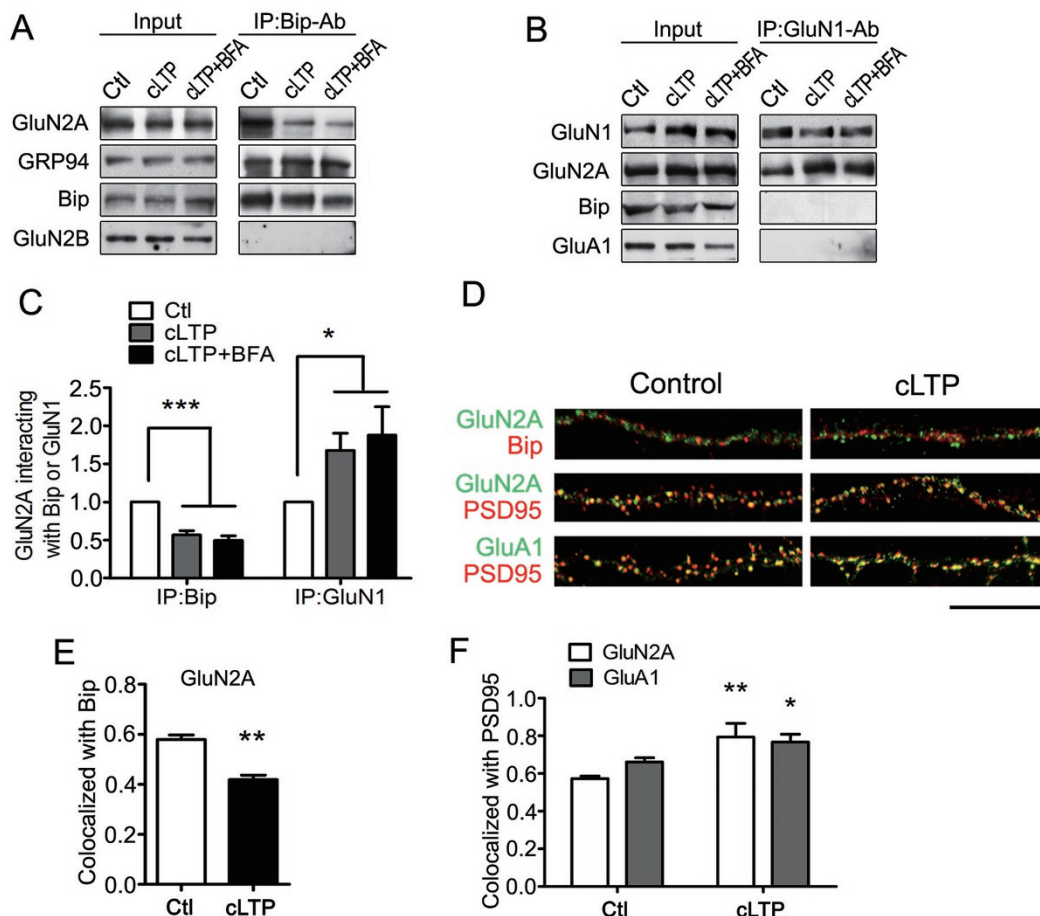 A
Input
IP:Bip-Ab
Ctl
cLTP
cLTP+BFA
Ctl
cLTP
cLTP+BFA
GluN2A
GRP94
Bip
GluN2B
B
Input
IP:GluN1-Ab
Ctl
cLTP
cLTP+BFA
Ctl
cLTP
cLTP+BFA
GluN1
GluN2A
Bip
GluA1
C
Ctl
cLTP
cLTP+BFA
GluN2A interacting
with Bip or GluN1
2.5
2.0
1.5
1.0
0.5
0.0
***
*
IP:Bip
IP:GluN1
D
Control
cLTP
GluN2A
Bip
GluN2A
PSD95
GluA1
PSD95
E
GluN2A
Colocalized with Bip
0.8
0.6
0.4
0.2
0.0
**
Ctl
cLTP
F
GluN2A
GluA1
Colocalized with PSD95
1.0
0.8
0.6
0.4
0.2
0.0
**
*
Ctl
cLTP